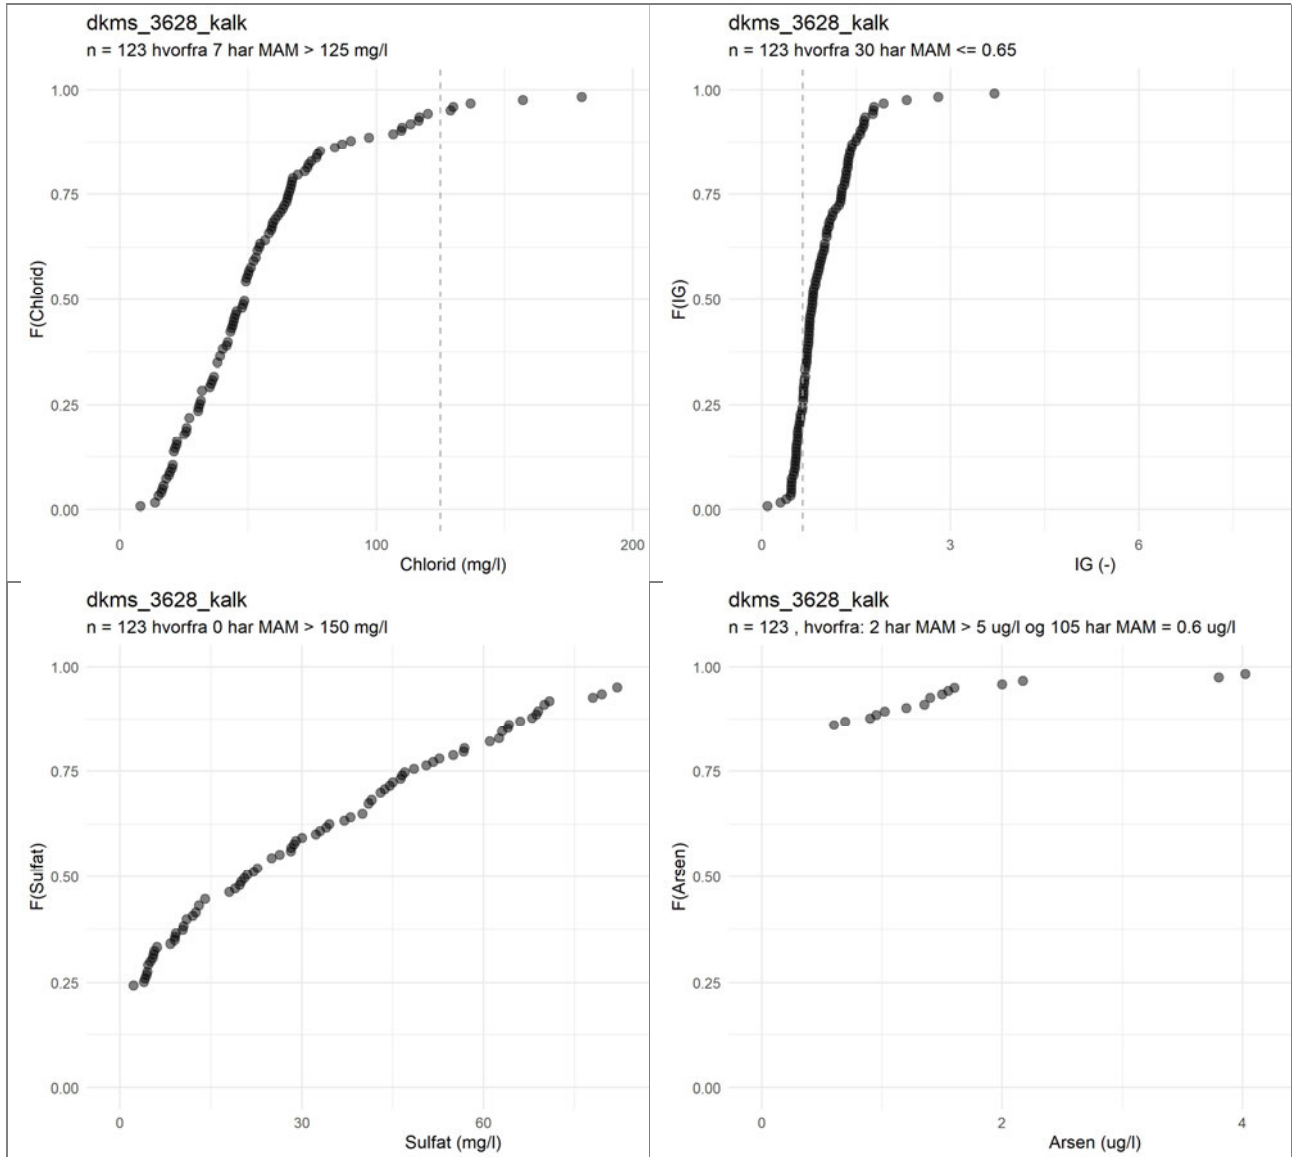 dkms_3628_kalk
n = 123 hvorfra 7 har MAM > 125 mg/l
1.00
0.75
0.50
0.25
0.00
F(Chlorid)
0 100 200
Chlorid (mg/l)
dkms_3628_kalk
n = 123 hvorfra 30 har MAM <= 0.65
1.00
0.75
0.50
0.25
0.00
F(IG)
0 3 6
IG (-)
dkms_3628_kalk
n = 123 hvorfra 0 har MAM > 150 mg/l
1.00
0.75
0.50
0.25
0.00
F(Sulfat)
0 30 60
Sulfat (mg/l)
dkms_3628_kalk
n = 123 , hvorfra: 2 har MAM > 5 ug/l og 105 har MAM = 0.6 ug/l
1.00
0.75
0.50
0.25
0.00
F(Arsen)
0 2 4
Arsen (ug/l)